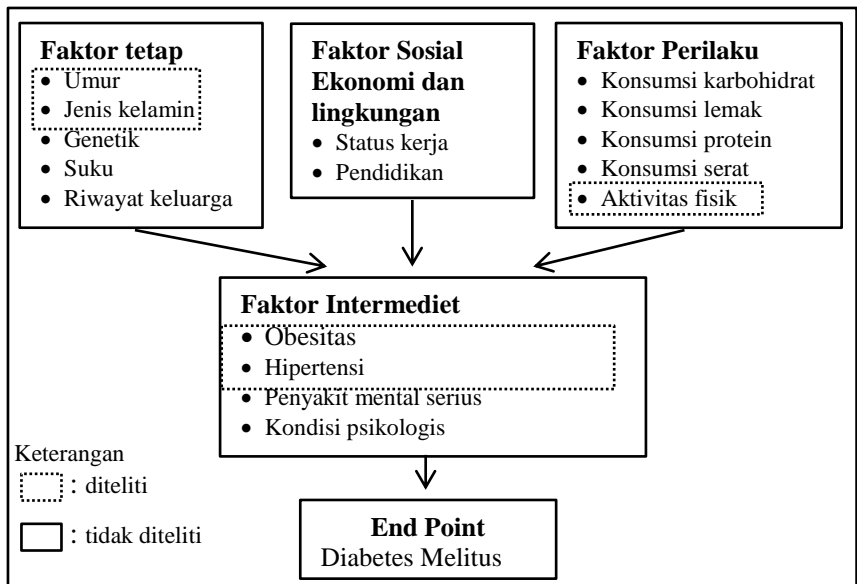 Faktor tetap
• Umur
• Jenis kelamin
• Genetik
• Suku
• Riwayat keluarga
Faktor Sosial
Ekonomi dan
lingkungan
• Status kerja
• Pendidikan
Faktor Perilaku
• Konsumsi karbohidrat
• Konsumsi lemak
• Konsumsi protein
• Konsumsi serat
• Aktivitas fisik
Faktor Intermediet
• Obesitas
• Hipertensi
• Penyakit mental serius
• Kondisi psikologis
Keterangan
: diteliti
: tidak diteliti
End Point
Diabetes Melitus